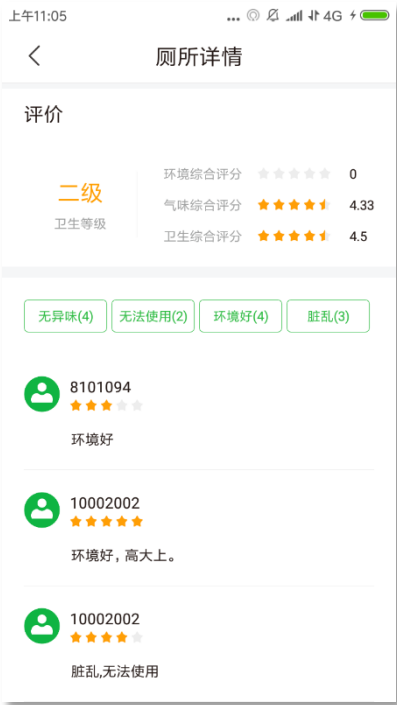 上午11:05
... 4G
厕所详情
评价
二级
卫生等级
环境综合评分 0
气味综合评分 4.33
卫生综合评分 4.5
无异味(4) 无法使用(2) 环境好(4) 脏乱(3)
8101094
环境好
10002002
环境好，高大上。
10002002
脏乱,无法使用